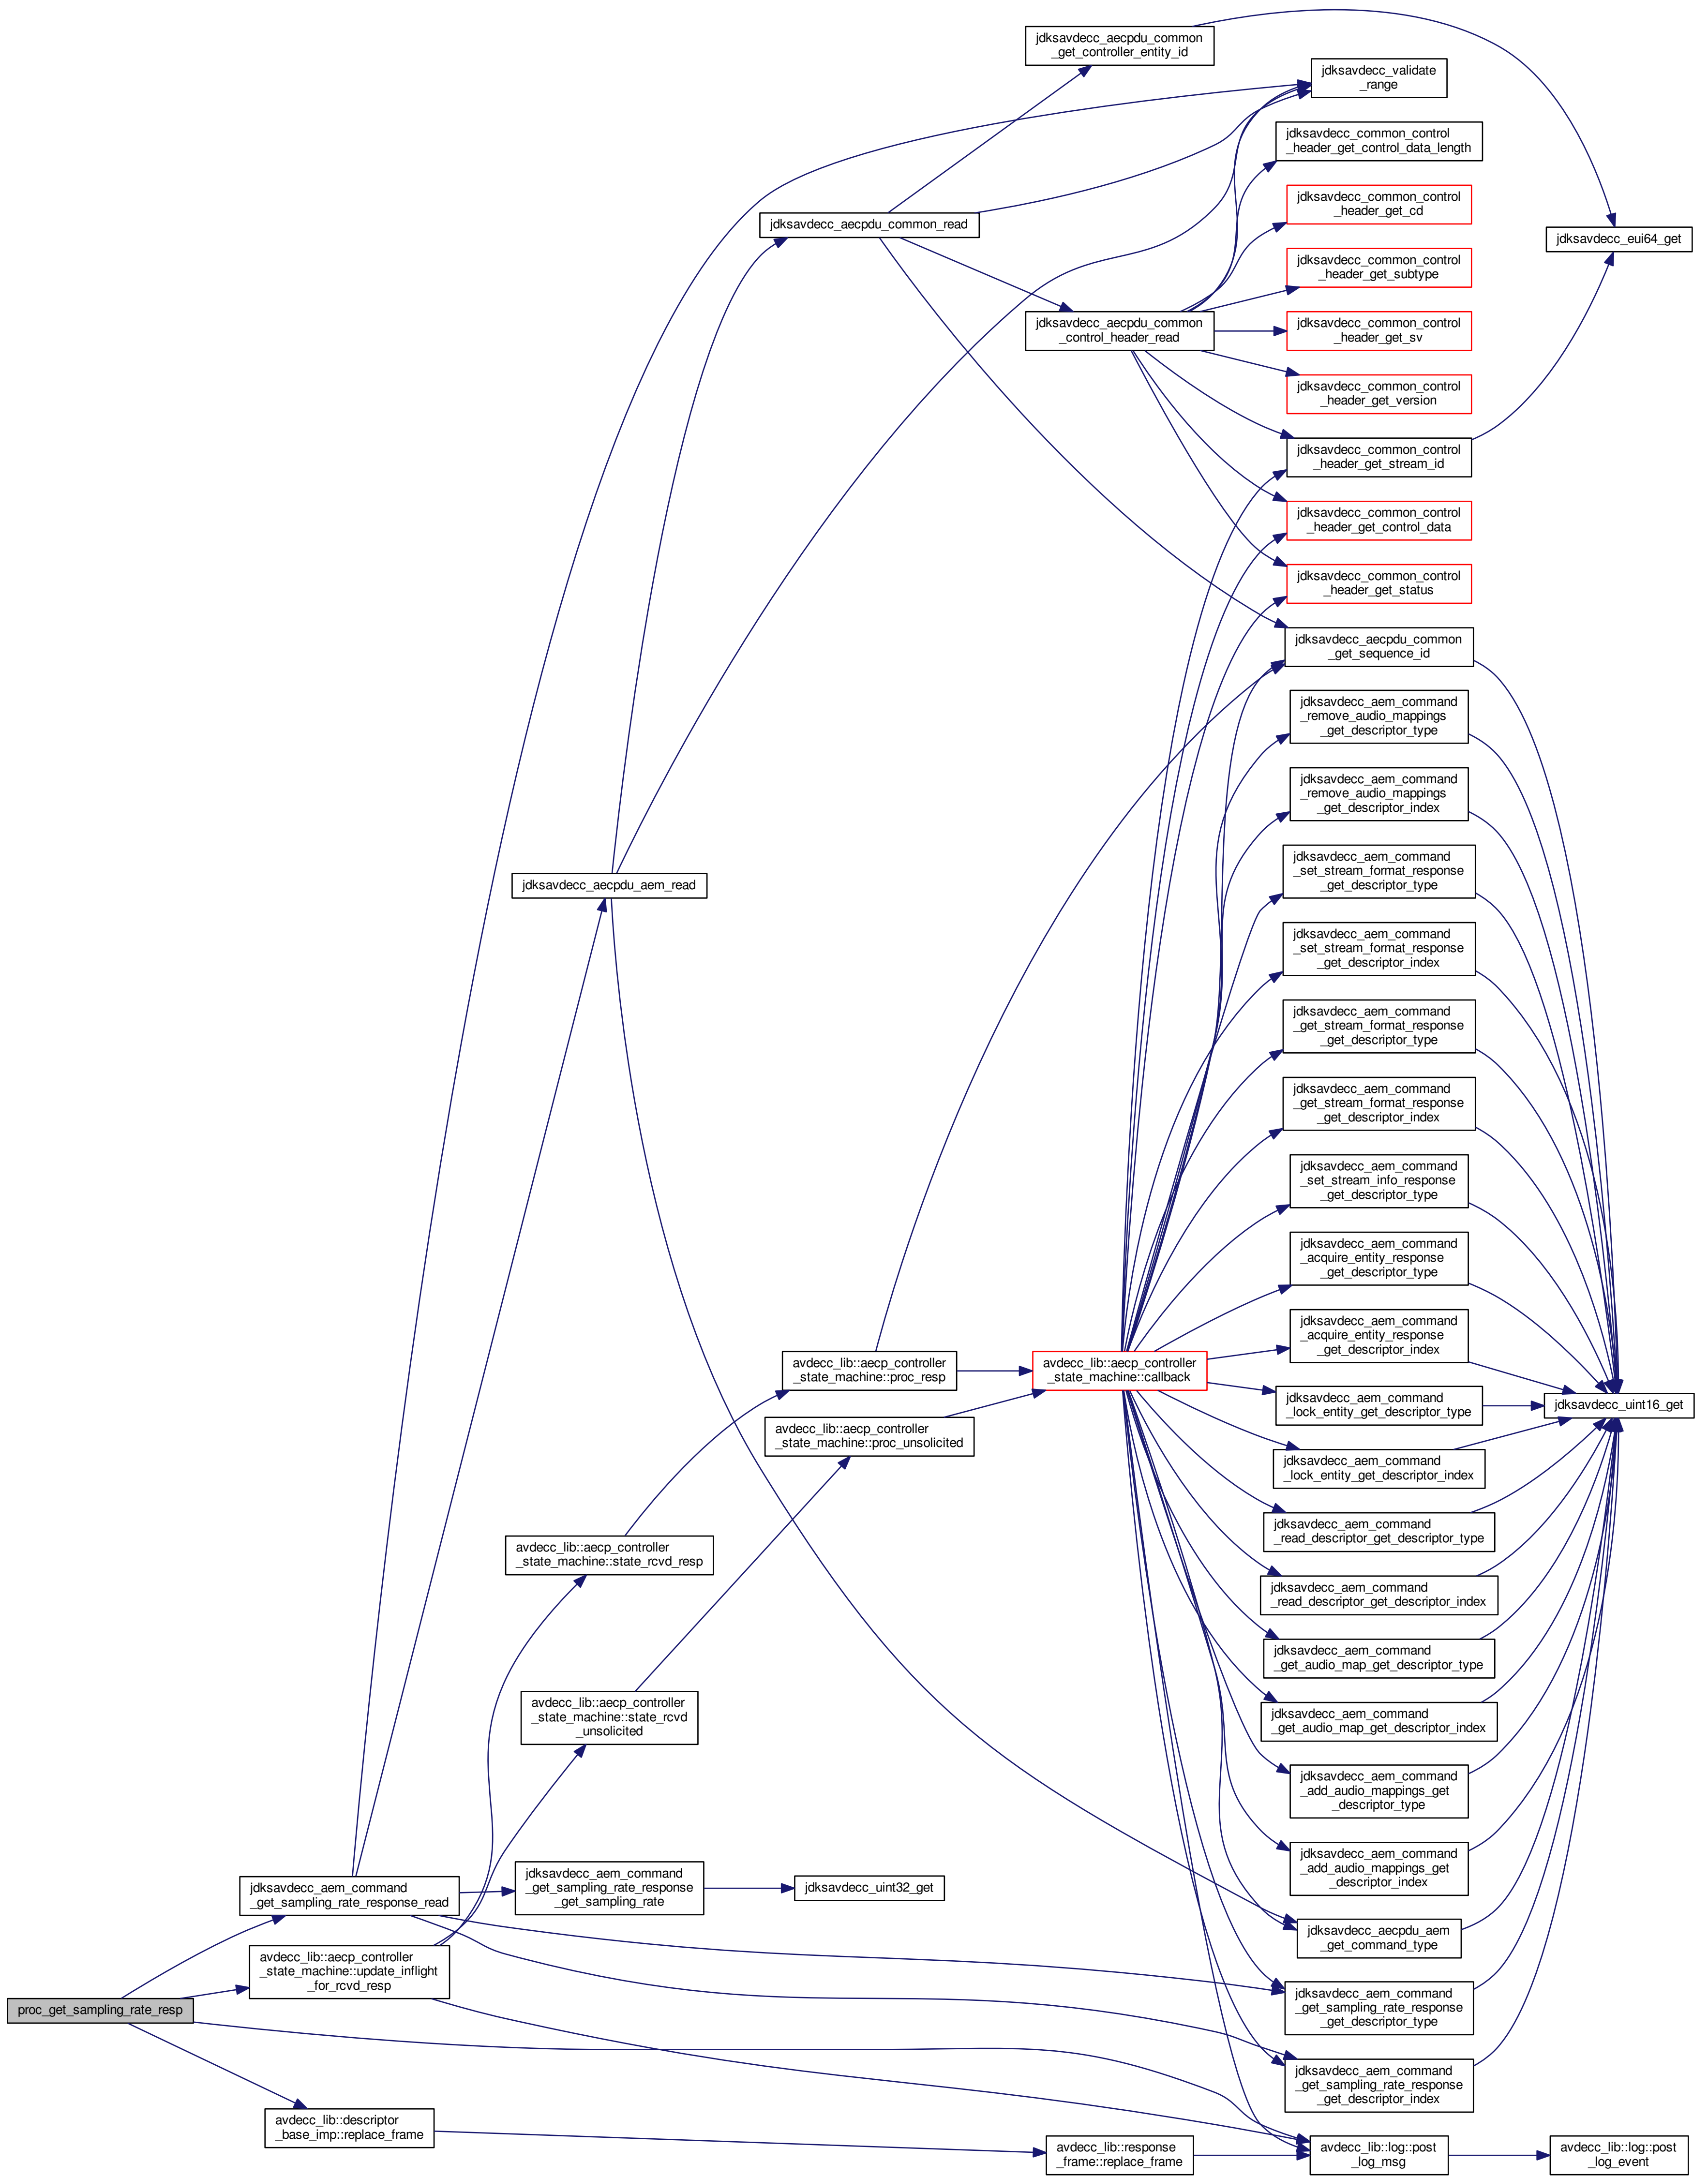 jdksavdecc_aecpdu_common
_get_controller_entity_id
jdksavdecc_validate
_range
jdksavdecc_common_control
_header_get_control_data_length
jdksavdecc_common_control
_header_get_cd
jdksavdecc_aecpdu_common_read
jdksavdecc_eui64_get
jdksavdecc_common_control
_header_get_subtype
jdksavdecc_aecpdu_common
_control_header_read
jdksavdecc_common_control
_header_get_sv
jdksavdecc_common_control
_header_get_version
jdksavdecc_common_control
_header_get_stream_id
jdksavdecc_common_control
_header_get_control_data
jdksavdecc_common_control
_header_get_status
jdksavdecc_aecpdu_common
_get_sequence_id
jdksavdecc_aem_command
_remove_audio_mappings
_get_descriptor_type
jdksavdecc_aem_command
_remove_audio_mappings
_get_descriptor_index
jdksavdecc_aecpdu_aem_read
jdksavdecc_aem_command
_set_stream_format_response
_get_descriptor_type
jdksavdecc_aem_command
_set_stream_format_response
_get_descriptor_index
jdksavdecc_aem_command
_get_stream_format_response
_get_descriptor_type
jdksavdecc_aem_command
_get_stream_format_response
_get_descriptor_index
jdksavdecc_aem_command
_set_stream_info_response
_get_descriptor_type
jdksavdecc_aem_command
_acquire_entity_response
_get_descriptor_type
jdksavdecc_aem_command
_acquire_entity_response
_get_descriptor_index
avdecc_lib::aecp_controller
_state_machine::proc_resp
avdecc_lib::aecp_controller
_state_machine::callback
jdksavdecc_aem_command
_lock_entity_get_descriptor_type
jdksavdecc_uint16_get
avdecc_lib::aecp_controller
_state_machine::proc_unsolicited
jdksavdecc_aem_command
_lock_entity_get_descriptor_index
jdksavdecc_aem_command
_read_descriptor_get_descriptor_type
avdecc_lib::aecp_controller
_state_machine::state_rcvd_resp
jdksavdecc_aem_command
_read_descriptor_get_descriptor_index
jdksavdecc_aem_command
_get_audio_map_get_descriptor_type
avdecc_lib::aecp_controller
_state_machine::state_rcvd
_unsolicited
jdksavdecc_aem_command
_get_audio_map_get_descriptor_index
jdksavdecc_aem_command
_add_audio_mappings_get
_descriptor_type
jdksavdecc_aem_command
_add_audio_mappings_get
_descriptor_index
jdksavdecc_aem_command
_get_sampling_rate_response_read
jdksavdecc_aem_command
_get_sampling_rate_response
_get_sampling_rate
jdksavdecc_uint32_get
jdksavdecc_aecpdu_aem
_get_command_type
avdecc_lib::aecp_controller
_state_machine::update_inflight
_for_rcvd_resp
proc_get_sampling_rate_resp
jdksavdecc_aem_command
_get_sampling_rate_response
_get_descriptor_type
jdksavdecc_aem_command
_get_sampling_rate_response
_get_descriptor_index
avdecc_lib::descriptor
_base_imp::replace_frame
avdecc_lib::response
_frame::replace_frame
avdecc_lib::log::post
_log_msg
avdecc_lib::log::post
_log_event